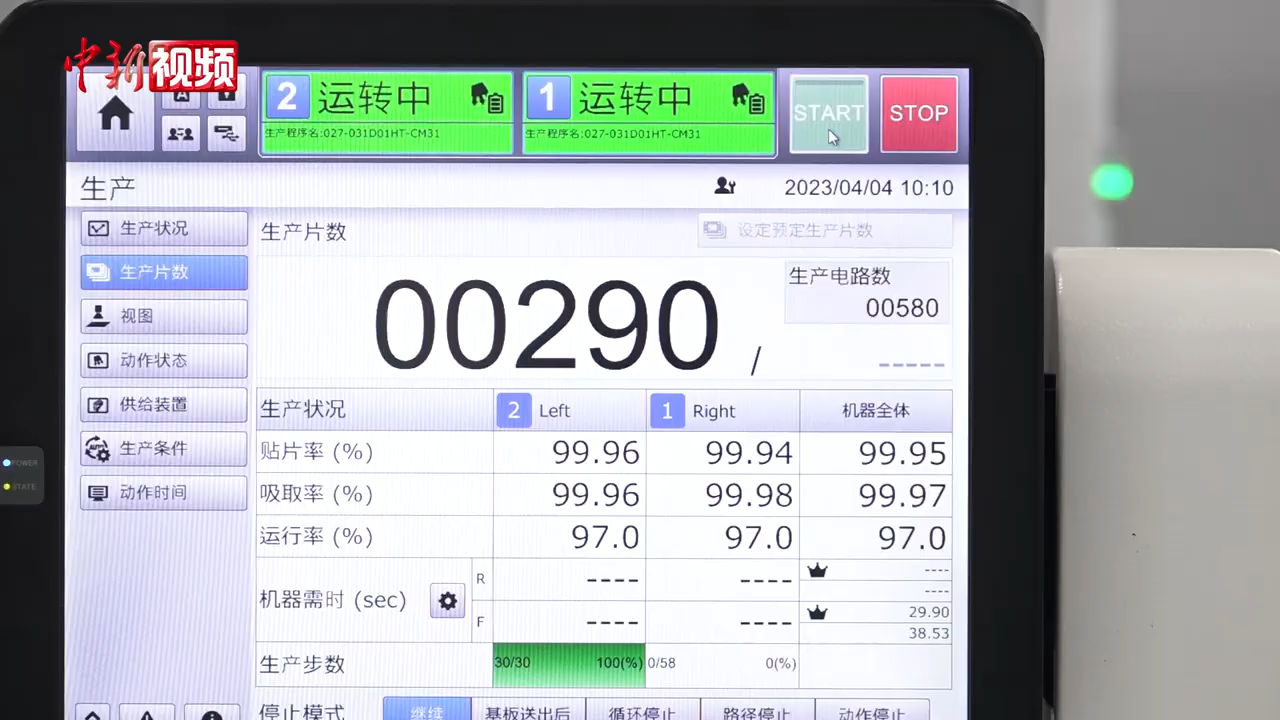 中新视频
A
2 运转中
生产程序名:027-031D01HT-CM31
1 运转中
生产程序名:027-031D01HT-CM31
START
STOP
生产
2023/04/04 10:10
生产状况
生产片数
视图
动作状态
供给装置
生产条件
动作时间
生产片数
设定预定生产片数
00290 /
生产电路数
00580
-----
生产状况 2 Left 1 Right 机器全体
贴片率 (%) 99.96 99.94 99.95
吸取率 (%) 99.96 99.98 99.97
运行率 (%) 97.0 97.0 97.0
机器需时 (sec)
R ---- ---- ----
----
F ---- ---- 29.90
38.53
生产步数 30/30 100(%) 0/58 0(%)
停止模式 继续 基板送出后 循环停止 路径停止 动作停止
POWER
STATE